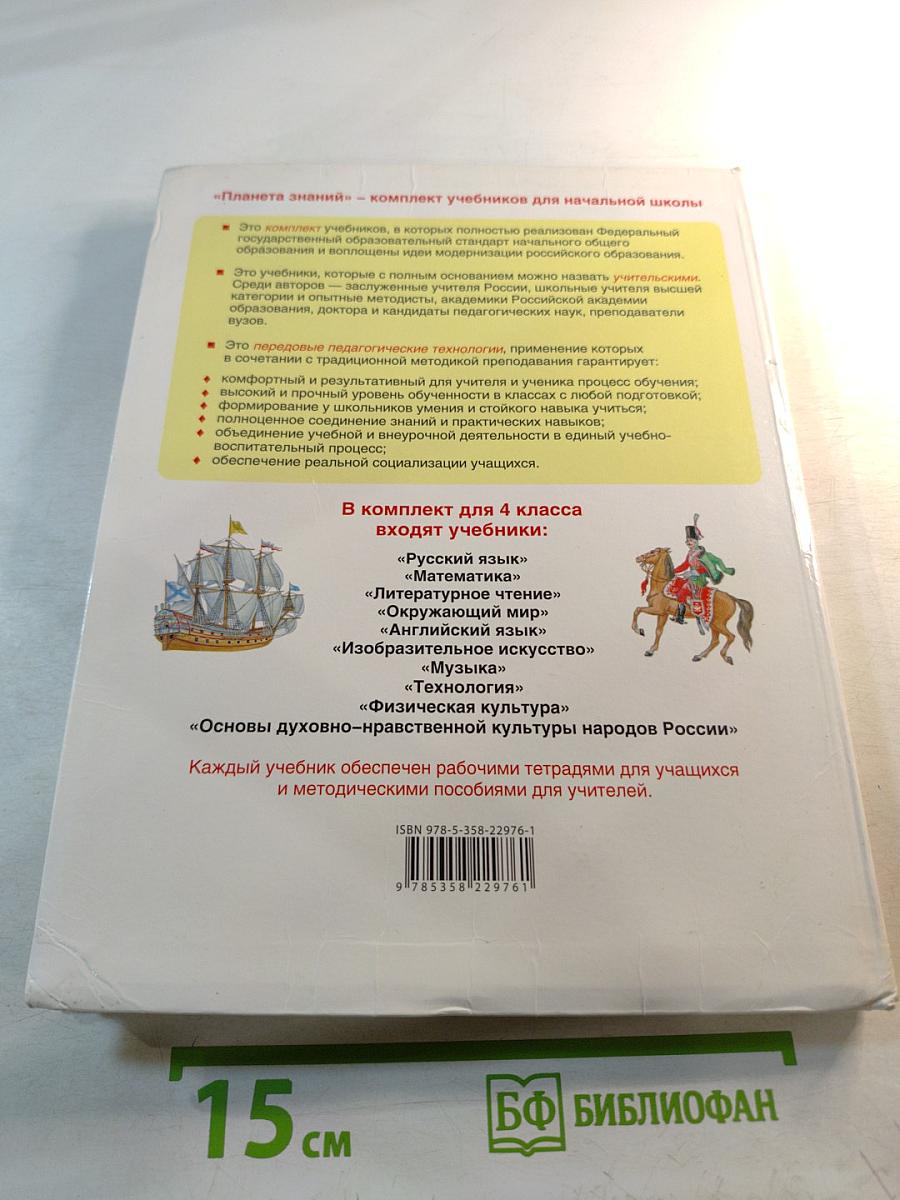 «Планета знаний» – комплект учебников для начальной школы
Это комплект учебников, в которых полностью реализован Федеральный
государственный образовательный стандарт начального общего
образования и воплощены идеи модернизации российского образования.
Это учебники, которые с полным основанием можно назвать учительскими.
Среди авторов — заслуженные учителя России, школьные учителя высшей
категории и опытные методисты, академики Российской академии
образования, доктора и кандидаты педагогических наук, преподаватели
вузов.
Это передовые педагогические технологии, применение которых
в сочетании с традиционной методикой преподавания гарантирует:
комфортный и результативный для учителя и ученика процесс обучения;
высокий и прочный уровень обученности в классах с любой подготовкой;
формирование у школьников умения и стойкого навыка учиться;
полноценное соединение знаний и практических навыков;
объединение учебной и внеурочной деятельности в единый учебно-
воспитательный процесс;
обеспечение реальной социализации учащихся.
В комплект для 4 класса
входят учебники:
«Русский язык»
«Математика»
«Литературное чтение»
«Окружающий мир»
«Английский язык»
«Изобразительное искусство»
«Музыка»
«Технология»
«Физическая культура»
«Основы духовно–нравственной культуры народов России»
Каждый учебник обеспечен рабочими тетрадями для учащихся
и методическими пособиями для учителей.
ISBN 978-5-358-22976-1
9 785358 229761
15 см
БФ БИБЛИОФАН